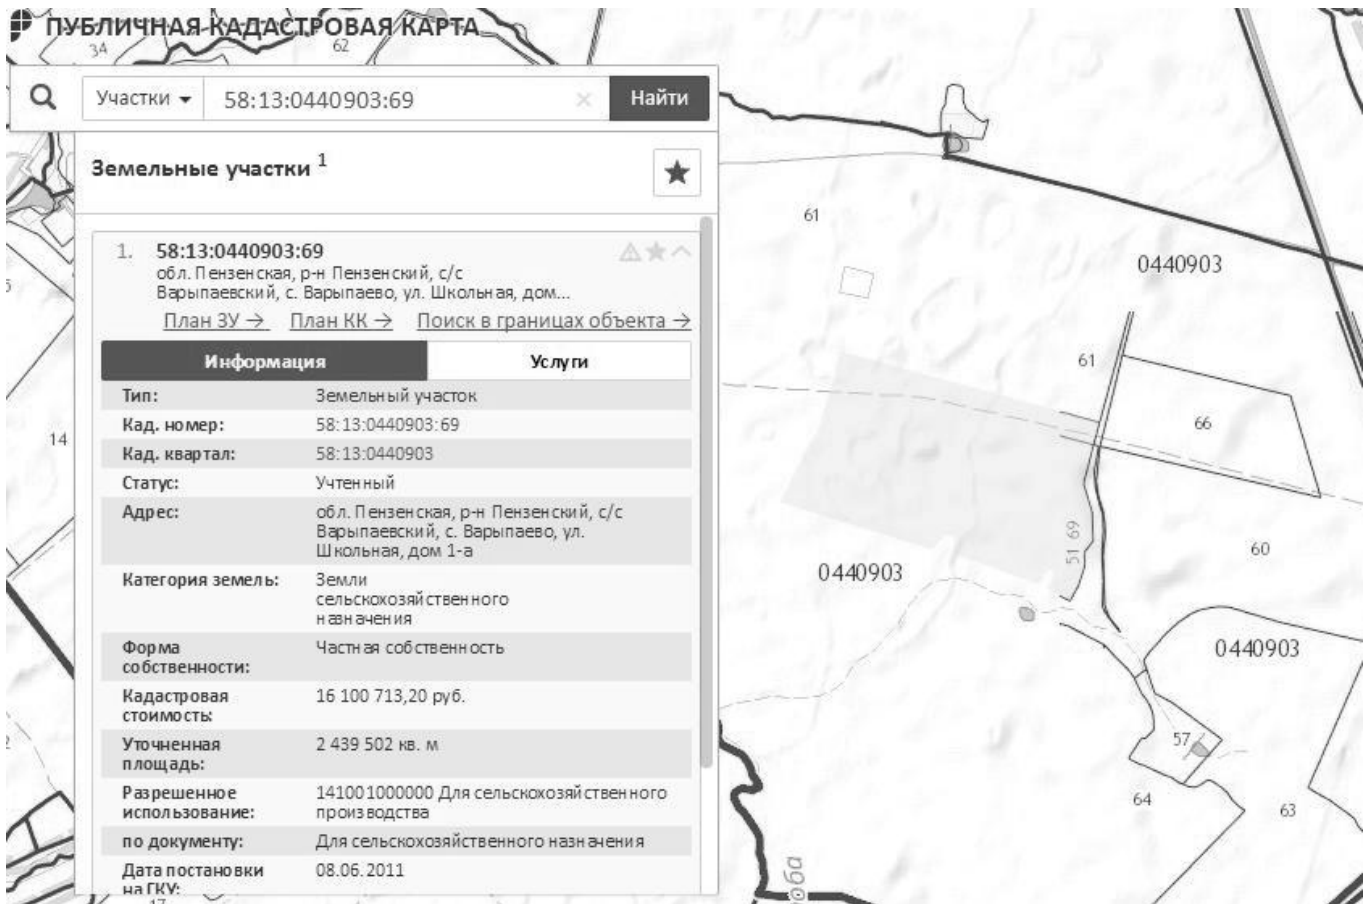 ПУБЛИЧНАЯ КАДАСТРОВАЯ КАРТА
34
62
Участки
58:13:0440903:69
×
Найти
Земельные участки 1
1. 58:13:0440903:69
обл. Пензенская, р-н Пензенский, с/с
Варыпаевский, с. Варыпаево, ул. Школьная, дом...
План ЗУ → План КК → Поиск в границах объекта →
Информация
Услуги
Тип: Земельный участок
Кад. номер: 58:13:0440903:69
Кад. квартал: 58:13:0440903
Статус: Учтенный
Адрес: обл. Пензенская, р-н Пензенский, с/с
Варыпаевский, с. Варыпаево, ул.
Школьная, дом 1-а
Категория земель: Земли
сельскохозяйственного
назначения
Форма
собственности: Частная собственность
Кадастровая
стоимость: 16 100 713,20 руб.
Уточненная
площадь: 2 439 502 кв. м
Разрешенное
использование: 141001000000 Для сельскохозяйственного
производства
по документу: Для сельскохозяйственного назначения
Дата постановки
на ГКУ: 08.06.2011
14
17
61
0440903
61
66
51 69
60
0440903
0440903
57
64
63